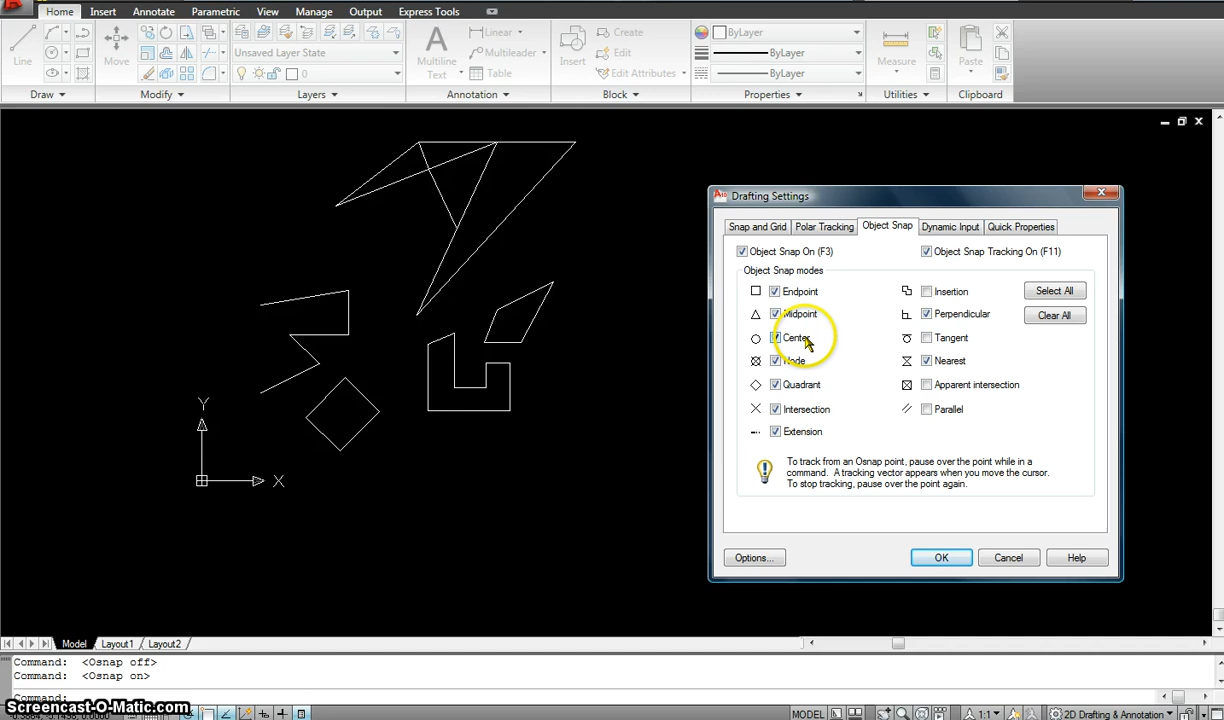 Home Insert Annotate Parametric View Manage Output Express Tools
Line
Move
Unsaved Layer State
0
Multiline
Text
Linear
Multileader
Table
Insert
Create
Edit
Edit Attributes
ByLayer
ByLayer
ByLayer
Measure
Paste
Draw Modify Layers Annotation Block Properties Utilities Clipboard
Drafting Settings
Snap and Grid Polar Tracking Object Snap Dynamic Input Quick Properties
Object Snap On (F3) Object Snap Tracking On (F11)
Object Snap modes
Endpoint Insertion Select All
Midpoint Perpendicular Clear All
Center Tangent
Node Nearest
Quadrant Apparent intersection
Intersection Parallel
Extension
To track from an Osnap point, pause over the point while in a
command. A tracking vector appears when you move the cursor.
To stop tracking, pause over the point again.
Options... OK Cancel Help
Y
X
Model Layout1 Layout2
Command: <Osnap off>
Command: <Osnap on>
Command:
Screencast-O-Matic.com
MODEL 1:1 2D Drafting & Annotation